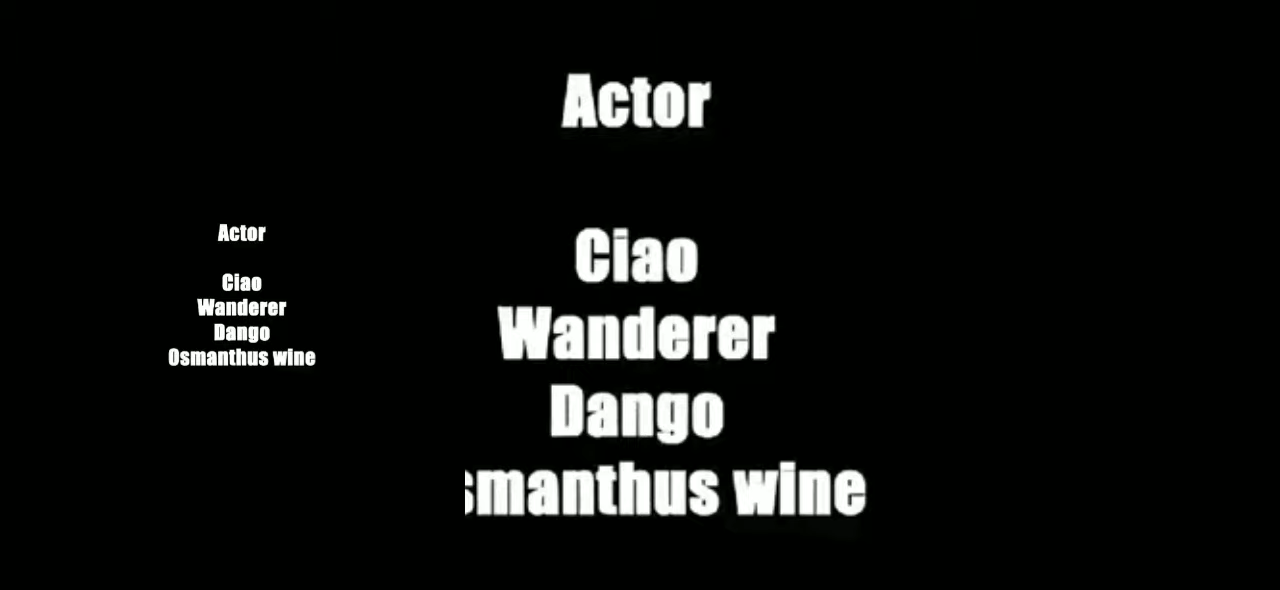 Actor
Ciao
Wanderer
Dango
Osmanthus wine
Actor
Ciao
Wanderer
Dango
smanthus wine